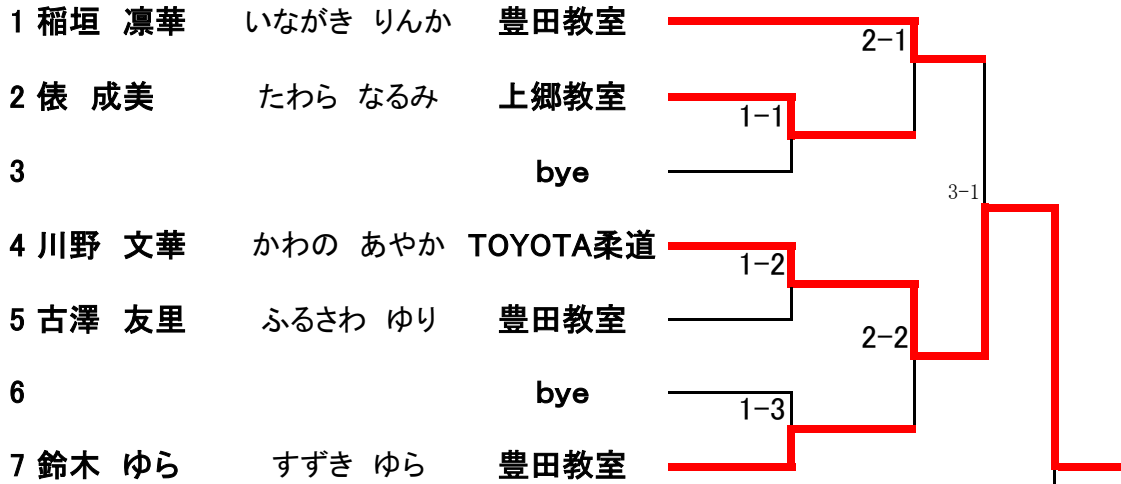 1 稲垣 凛華 いながき りんか 豊田教室
2-1
2 俵 成美 たわら なるみ 上郷教室
1-1
3 bye
3-1
4 川野 文華 かわの あやか TOYOTA柔道
1-2
5 古澤 友里 ふるさわ ゆり 豊田教室
2-2
6 bye
1-3
7 鈴木 ゆら すずき ゆら 豊田教室